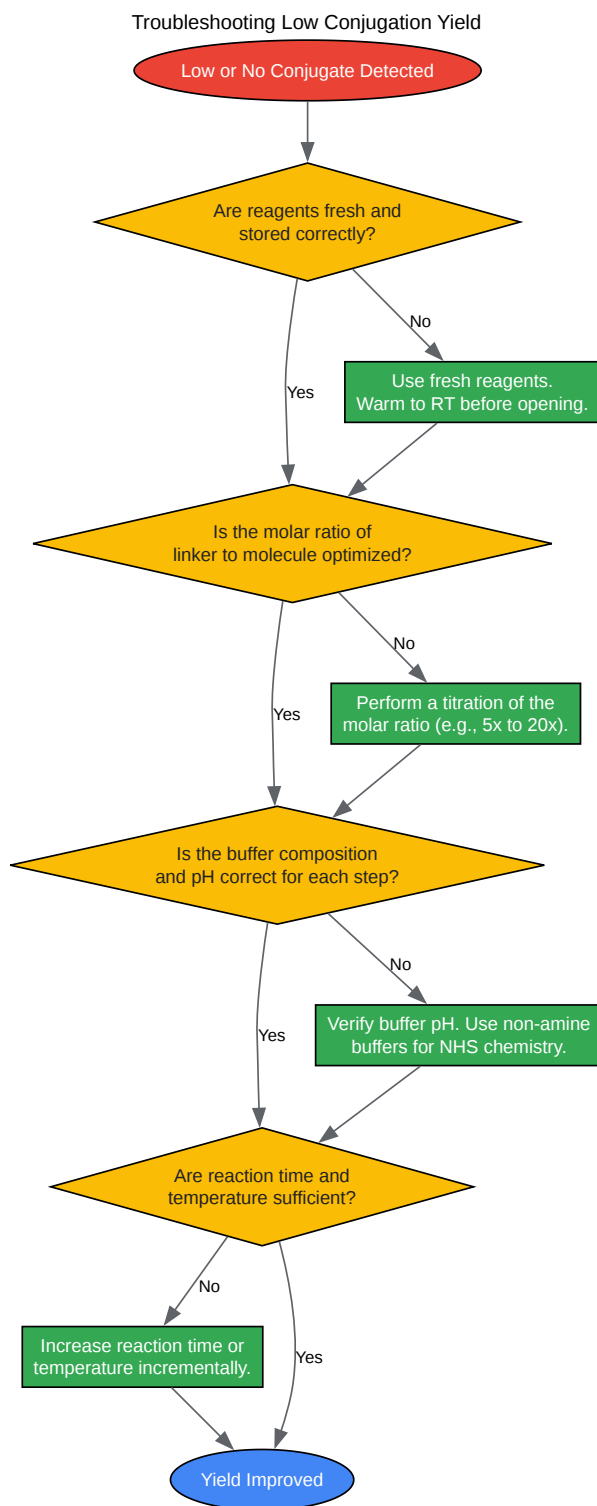 Troubleshooting Low Conjugation Yield
Low or No Conjugate Detected
Are reagents fresh and
stored correctly?
No
Yes
Use fresh reagents.
Warm to RT before opening.
Is the molar ratio of
linker to molecule optimized?
No
Yes
Perform a titration of the
molar ratio (e.g., 5x to 20x).
Is the buffer composition
and pH correct for each step?
No
Yes
Verify buffer pH. Use non-amine
buffers for NHS chemistry.
Are reaction time and
temperature sufficient?
No
Yes
Increase reaction time or
temperature incrementally.
Yield Improved